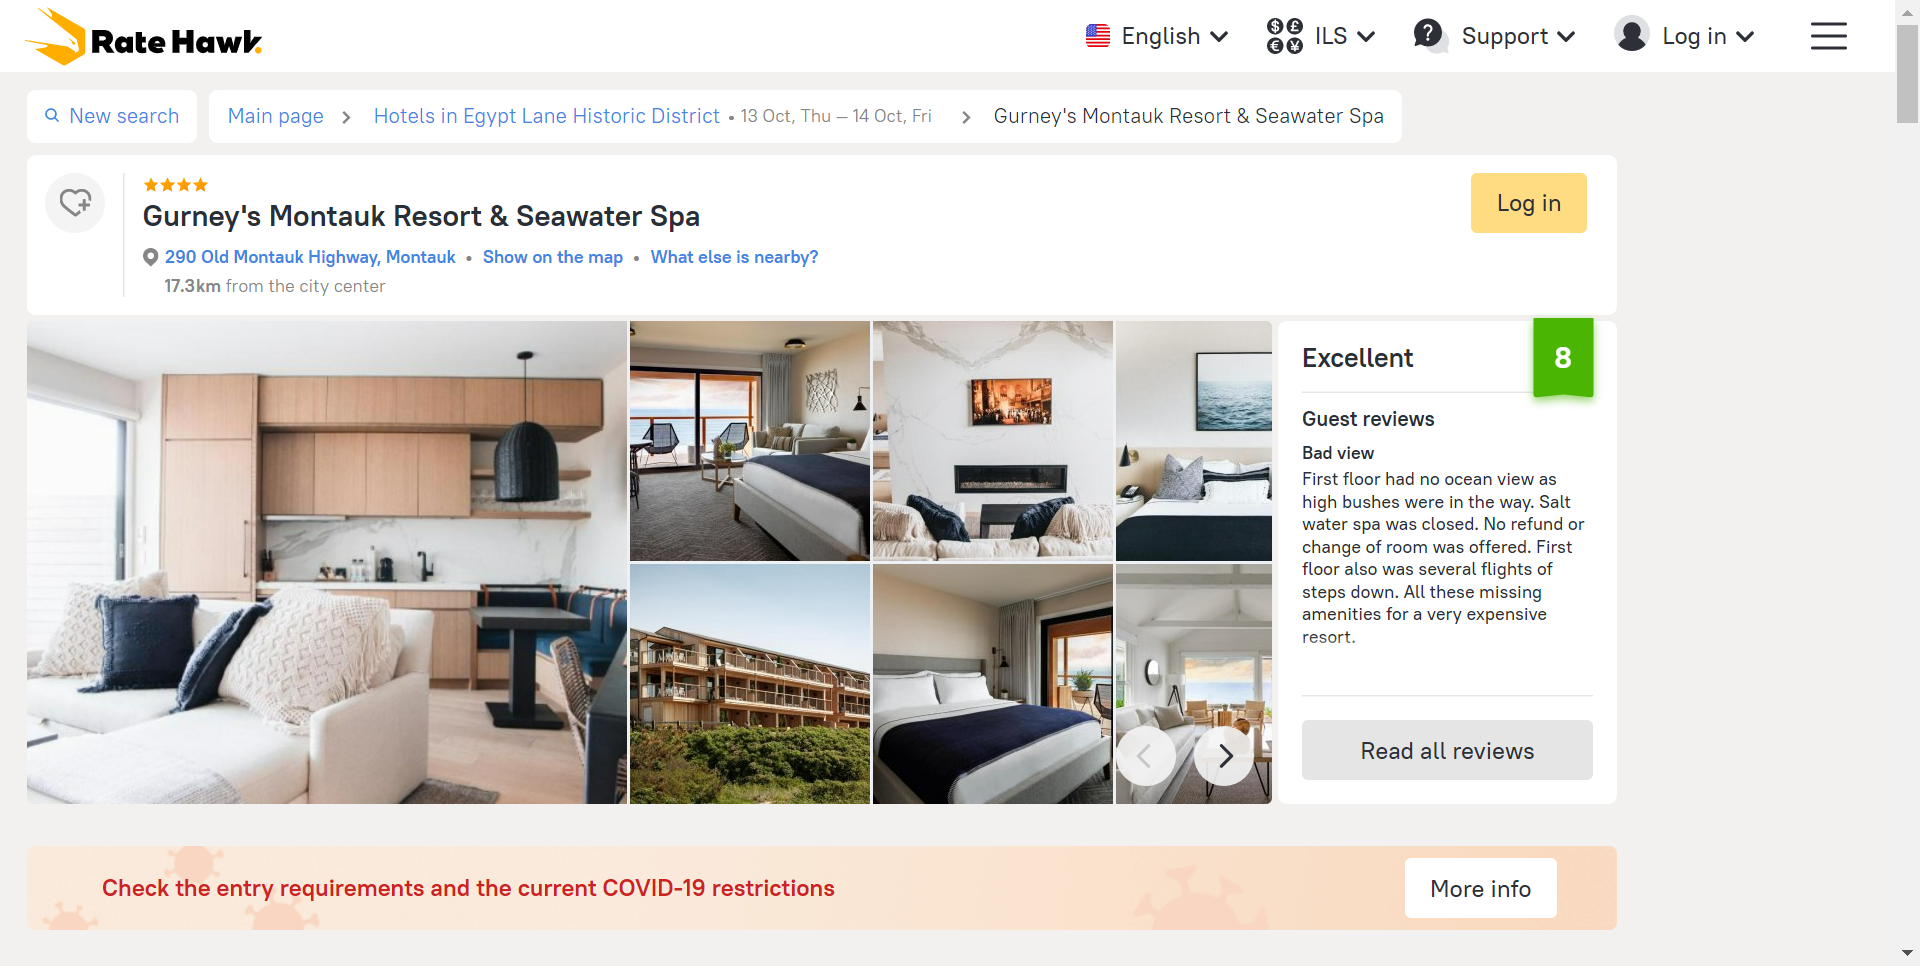 Rate Hawk.
English
ILS
Support
Log in
New search
Main page
Hotels in Egypt Lane Historic District • 13 Oct, Thu — 14 Oct, Fri
Gurney's Montauk Resort & Seawater Spa
Gurney's Montauk Resort & Seawater Spa
290 Old Montauk Highway, Montauk • Show on the map • What else is nearby?
17.3km from the city center
Log in
Excellent
8
Guest reviews
Bad view
First floor had no ocean view as
high bushes were in the way. Salt
water spa was closed. No refund or
change of room was offered. First
floor also was several flights of
steps down. All these missing
amenities for a very expensive
resort.
Read all reviews
Check the entry requirements and the current COVID-19 restrictions
More info